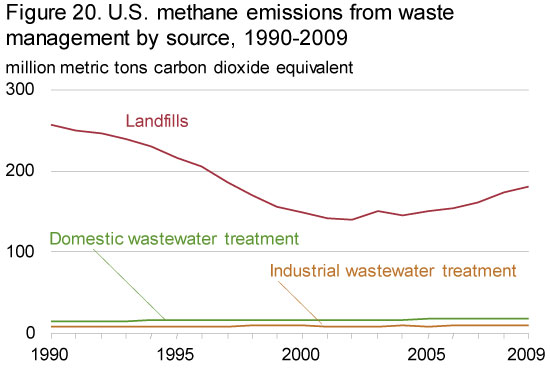 Figure 20. U.S. methane emissions from waste
management by source, 1990-2009
million metric tons carbon dioxide equivalent
300
Landfills
200
Domestic wastewater treatment
100
Industrial wastewater treatment
0
1990 1995 2000 2005 2009